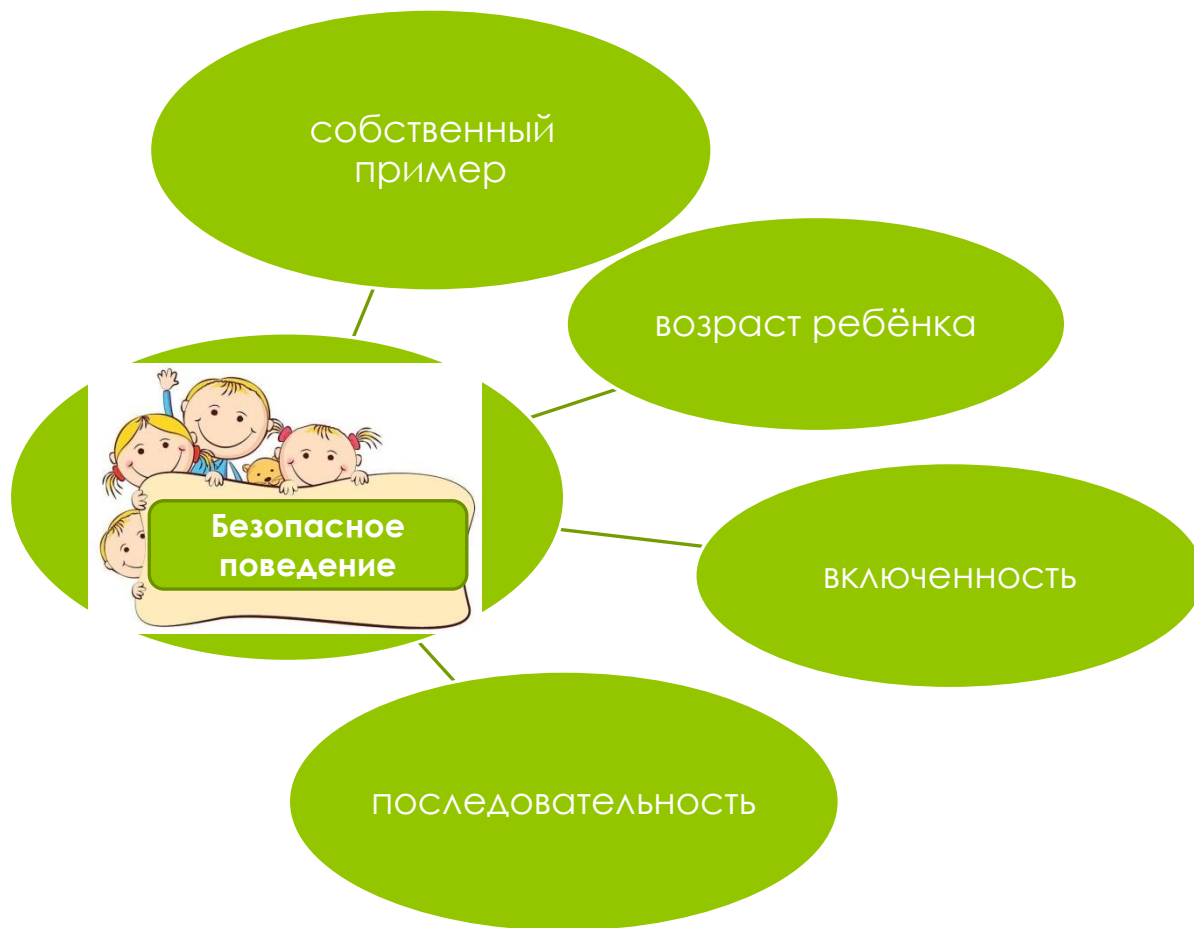 собственный
пример
возраст ребёнка
Безопасное
поведение
включенность
последовательность